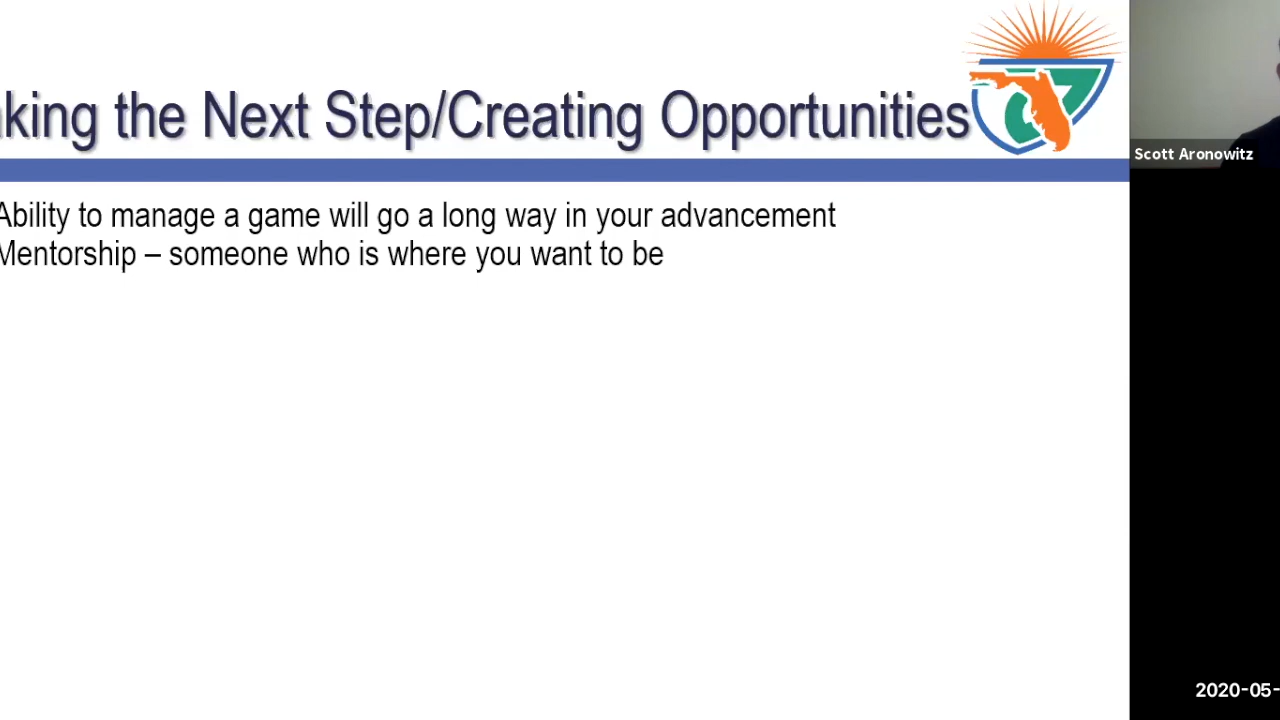 king the Next Step/Creating Opportunities
Ability to manage a game will go a long way in your advancement
Mentorship – someone who is where you want to be
Scott Aronowitz
2020-05-